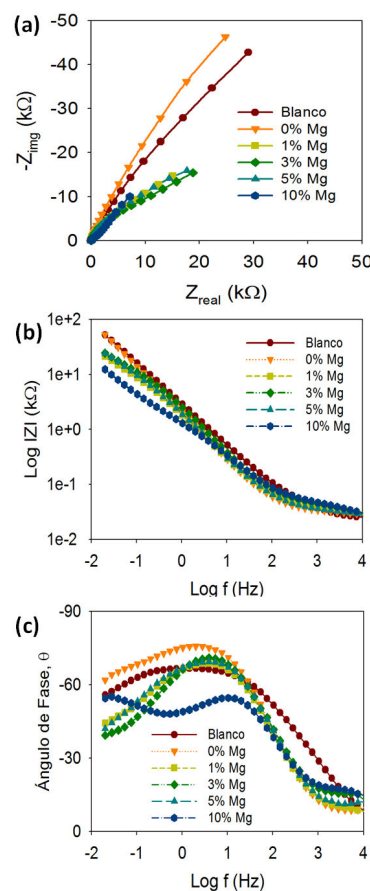 (a)
-50
-40
-30
-20
-10
0
-Zimg (kΩ)
Blanco
0% Mg
1% Mg
3% Mg
5% Mg
10% Mg
0 10 20 30 40 50
Zreal (kΩ)
(b)
1e+2
1e+1
1e+0
1e-1
1e-2
Log IZI (kΩ)
Blanco
0% Mg
1% Mg
3% Mg
5% Mg
10% Mg
-2 -1 0 1 2 3 4
Log f (Hz)
(c)
-90
-60
-30
0
Ángulo de Fase, θ
Blanco
0% Mg
1% Mg
3% Mg
5% Mg
10% Mg
-2 -1 0 1 2 3 4
Log f (Hz)